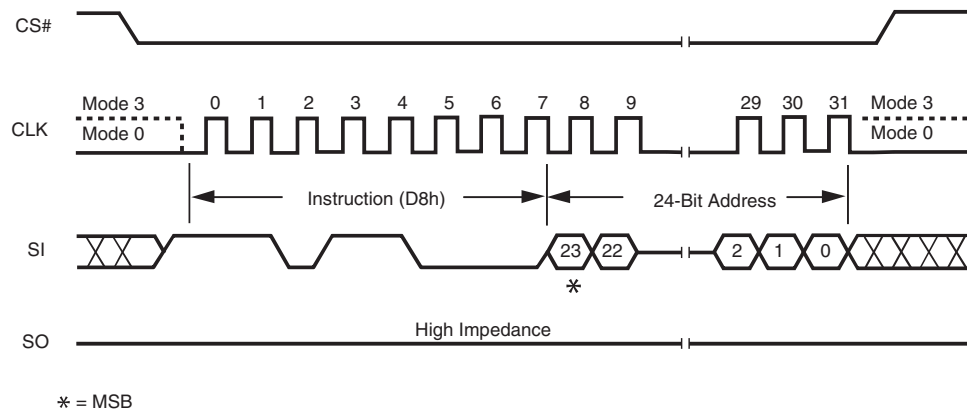 CS#
Mode 3 0 1 2 3 4 5 6 7 8 9 29 30 31 Mode 3
CLK Mode 0 Mode 0
Instruction (D8h) 24-Bit Address
SI 23 22 2 1 0
*
High Impedance
SO
* = MSB